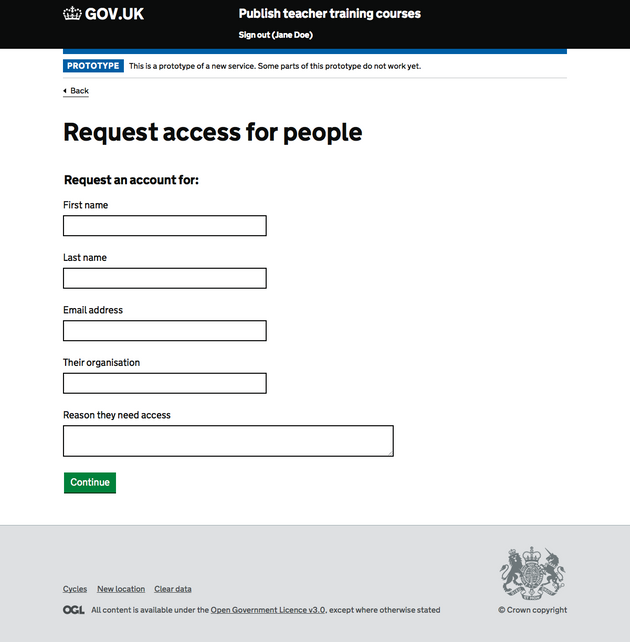 GOV.UK
Publish teacher training courses
Sign out (Jane Doe)
PROTOTYPE This is a prototype of a new service. Some parts of this prototype do not work yet.
Back
Request access for people
Request an account for:
First name
Last name
Email address
Their organisation
Reason they need access
Continue
Cycles New location Clear data
OGL All content is available under the Open Government Licence v3.0, except where otherwise stated
© Crown copyright